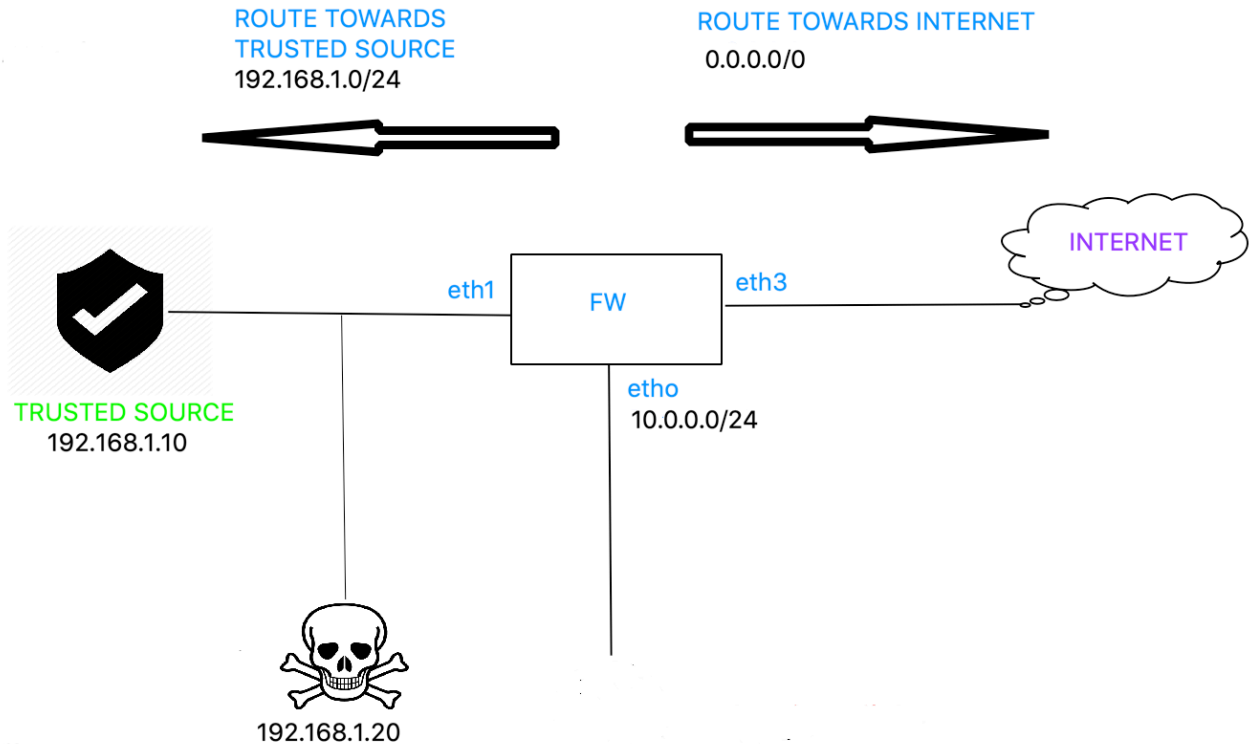 ROUTE TOWARDS
TRUSTED SOURCE
192.168.1.0/24
ROUTE TOWARDS INTERNET
0.0.0.0/0
INTERNET
eth1
FW
eth3
etho
10.0.0.0/24
TRUSTED SOURCE
192.168.1.10
192.168.1.20